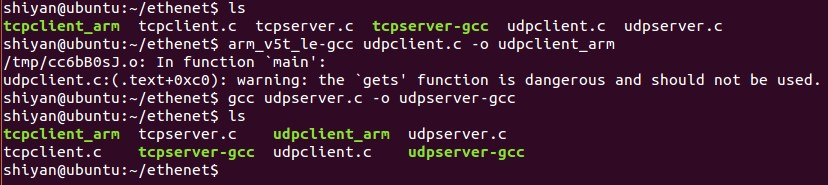 shiyan@ubuntu:~/ethenet$ ls
tcpclient_arm tcpclient.c tcpserver.c tcpserver-gcc udpclient.c udpserver.c
shiyan@ubuntu:~/ethenet$ arm_v5t_le-gcc udpclient.c -o udpclient_arm
/tmp/cc6bB0sJ.o: In function `main':
udpclient.c:(.text+0xc0): warning: the `gets' function is dangerous and should not be used.
shiyan@ubuntu:~/ethenet$ gcc udpserver.c -o udpserver-gcc
shiyan@ubuntu:~/ethenet$ ls
tcpclient_arm tcpserver.c udpclient_arm udpserver.c
tcpclient.c tcpserver-gcc udpclient.c udpserver-gcc
shiyan@ubuntu:~/ethenet$